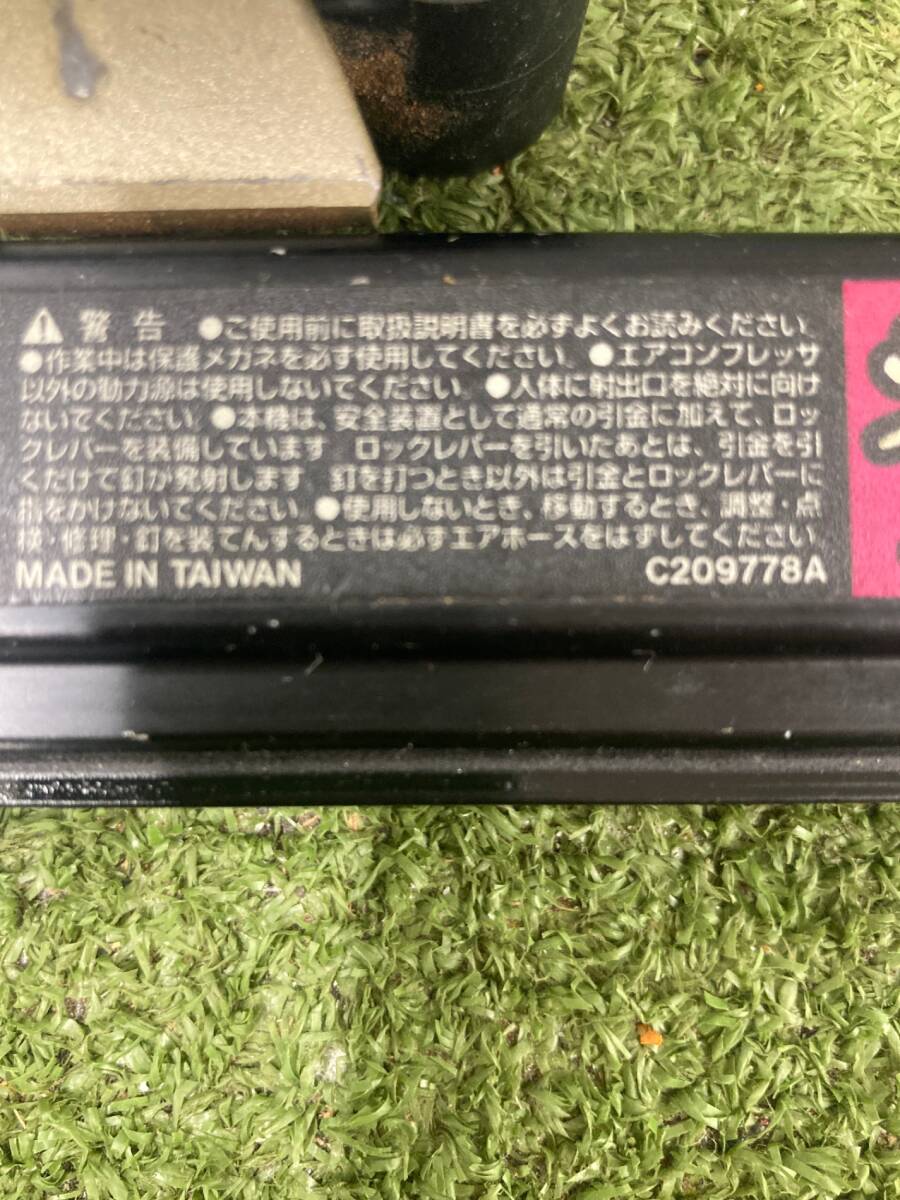 ⚠ 警告 ●ご使用前に取扱説明書を必ずよくお読みください。
●作業中は保護メガネを必ず使用してください。●エアコンプレッサ
以外の動力源は使用しないでください。●人体に射出口を絶対に向け
ないでください。●本機は、安全装置として通常の引金に加えて、ロッ
クレバーを装備しています ロックレバーを引いたあとは、引金を引
くだけで釘が発射します 釘を打つとき以外は引金とロックレバーに
指をかけないでください。●使用しないとき、移動するとき、調整・点
検・修理・釘を装てんするときは必ずエアホースをはずしてください
MADE IN TAIWAN C209778A